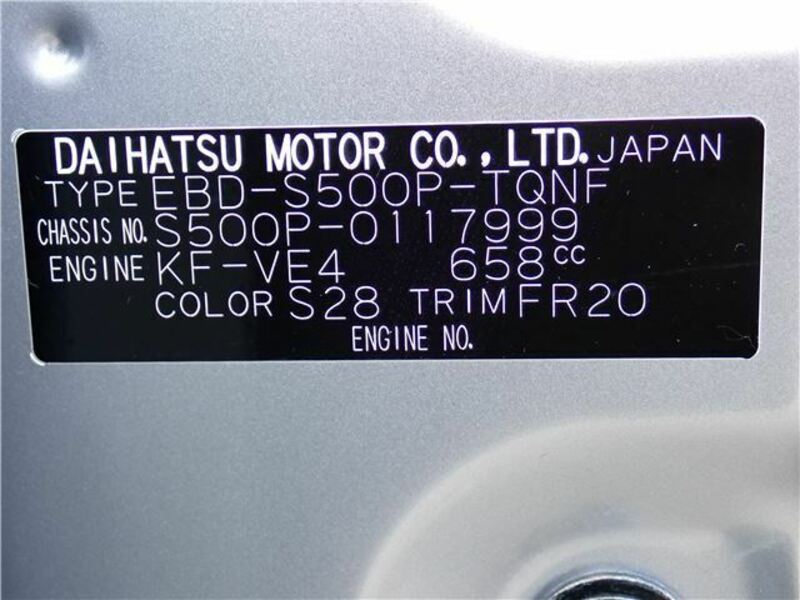 DAIHATSU MOTOR CO., LTD. JAPAN
TYPE EBD-S500P-TQNF
CHASSIS NO. S500P-0117999
ENGINE KF-VE4 658cc
COLOR S28 TRIM FR20
ENGINE NO.